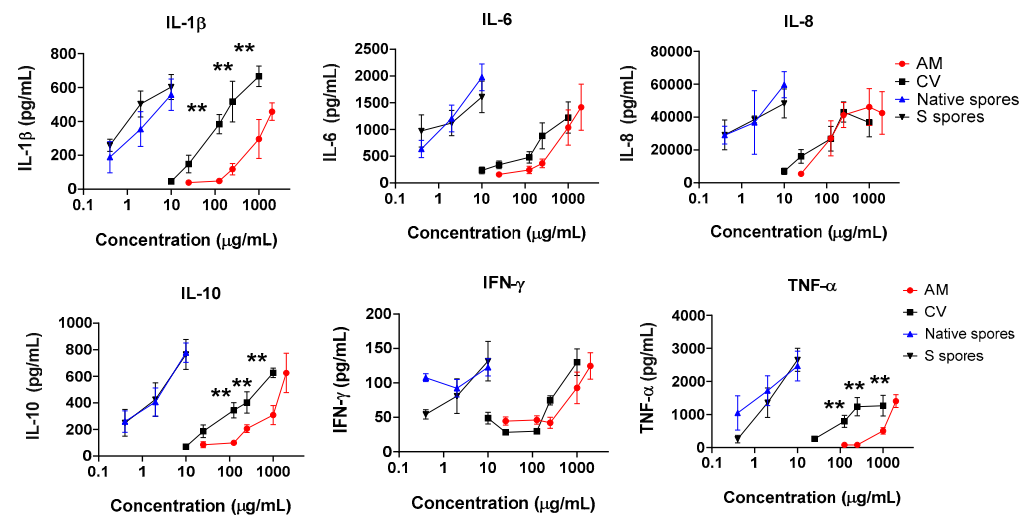 IL-1β
IL-1β (pg/mL)
800
600
400
200
0
** ** **
0.1 1 10 100 1000
Concentration (μg/mL)
IL-6
IL-6 (pg/mL)
2500
2000
1500
1000
500
0
0.1 1 10 100 1000
Concentration (μg/mL)
IL-8
IL-8 (pg/mL)
80000
60000
40000
20000
0
0.1 1 10 100 1000
Concentration (μg/mL)
AM
CV
Native spores
S spores
IL-10
IL-10 (pg/mL)
1000
800
600
400
200
0
** ** **
0.1 1 10 100 1000
Concentration (μg/mL)
IFN-γ
IFN-γ (pg/mL)
200
150
100
50
0
0.1 1 10 100 1000
Concentration (μg/mL)
TNF-α
TNF-α (pg/mL)
4000
3000
2000
1000
0
** ** **
0.1 1 10 100 1000
Concentration (μg/mL)
AM
CV
Native spores
S spores